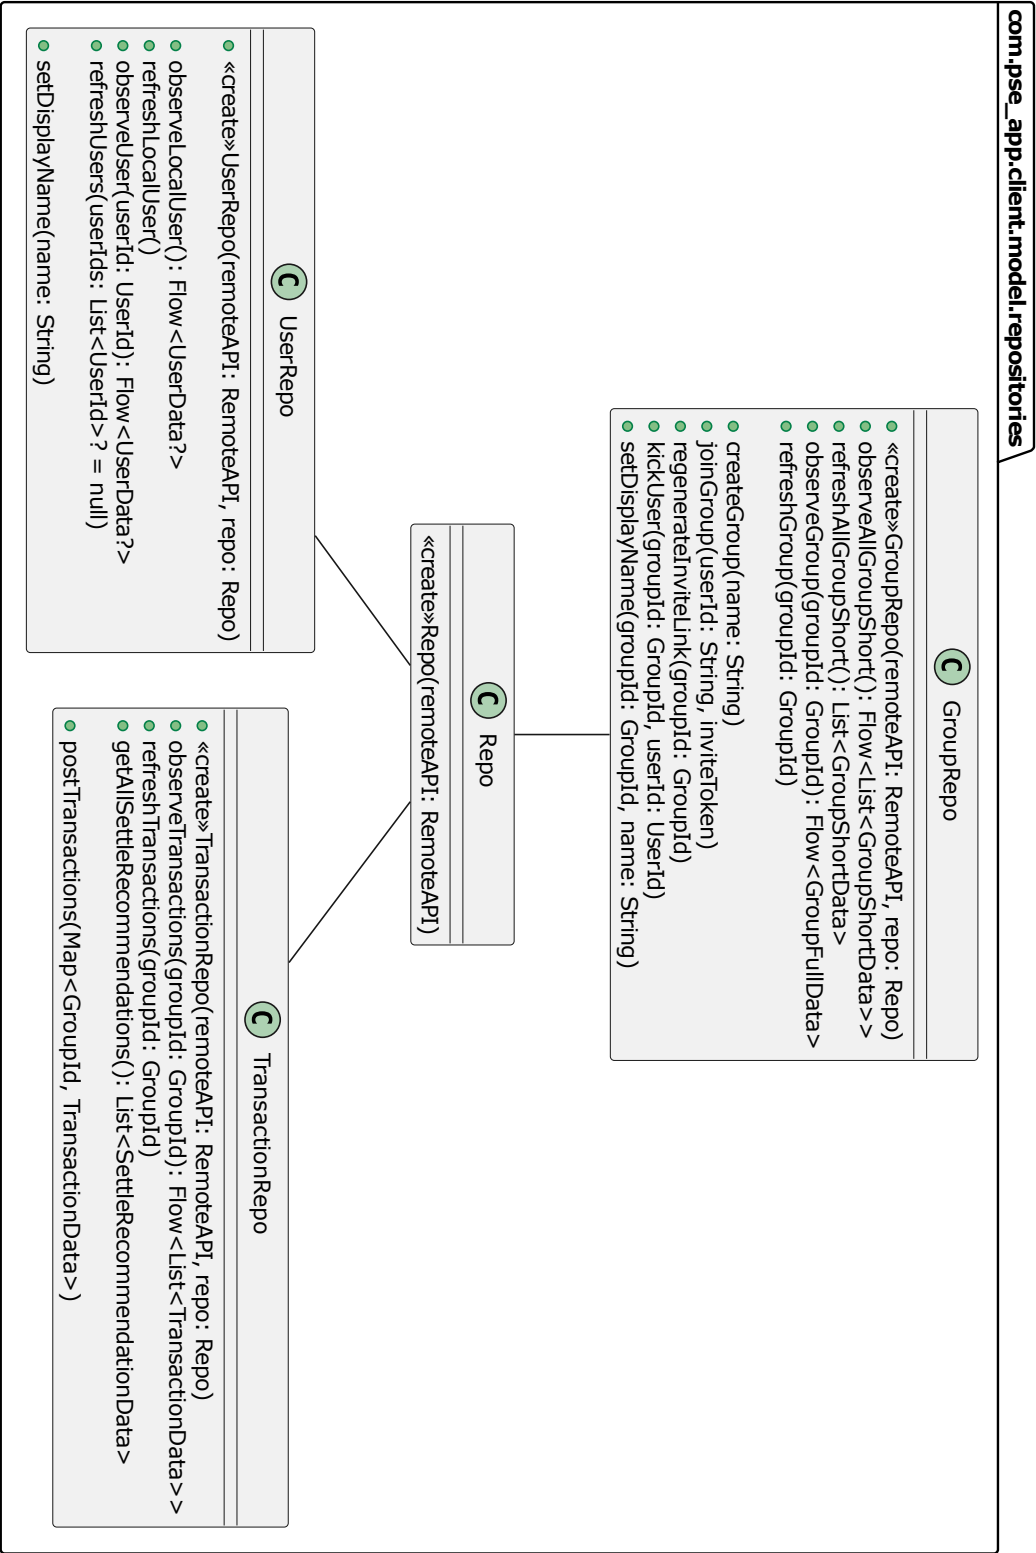 com.pse_app.client.model.repositories
GroupRepo
«create»GroupRepo(remoteAPI: RemoteAPI, repo: Repo)
observeAllGroupShort(): Flow<List<GroupShortData>>
refreshAllGroupShort(): List<GroupShortData>
observeGroup(groupId: GroupId): Flow<GroupFullData>
refreshGroup(groupId: GroupId)
createGroup(name: String)
joinGroup(userId: String, inviteToken)
regenerateInviteLink(groupId: GroupId)
kickUser(groupId: GroupId, userId: UserId)
setDisplayName(groupId: GroupId, name: String)
Repo
«create»Repo(remoteAPI: RemoteAPI)
UserRepo
«create»UserRepo(remoteAPI: RemoteAPI, repo: Repo)
observeLocalUser(): Flow<UserData?>
refreshLocalUser()
observeUser(userId: UserId): Flow<UserData?>
refreshUsers(userIds: List<UserId>? = null)
setDisplayName(name: String)
TransactionRepo
«create»TransactionRepo(remoteAPI: RemoteAPI, repo: Repo)
observeTransactions(groupId: GroupId): Flow<List<TransactionData>>
refreshTransactions(groupId: GroupId)
getAllSettleRecommendations(): List<SettleRecommendationData>
postTransactions(Map<GroupId, TransactionData>)